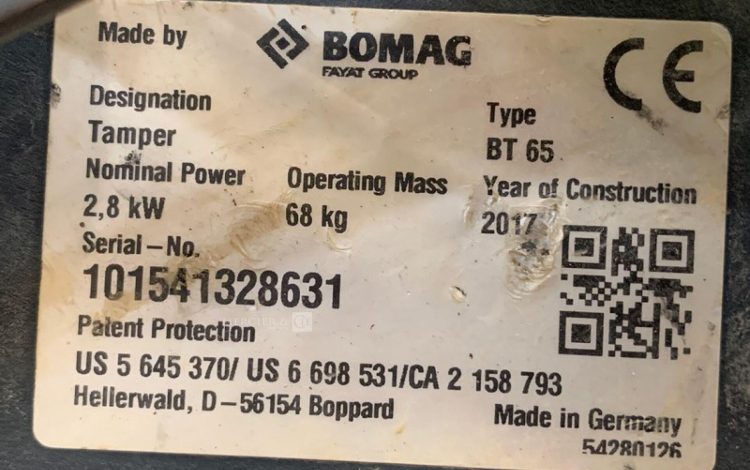 Made by
BOMAG
FAYAT GROUP
CE
Designation
Type
Tamper
BT 65
Nominal Power Operating Mass Year of Construction
2,8 kW 68 kg 2017
Serial-No.
101541328631
Patent Protection
US 5 645 370/ US 6 698 531/CA 2 158 793
Hellerwald, D-56154 Boppard
Made in Germany
54280126